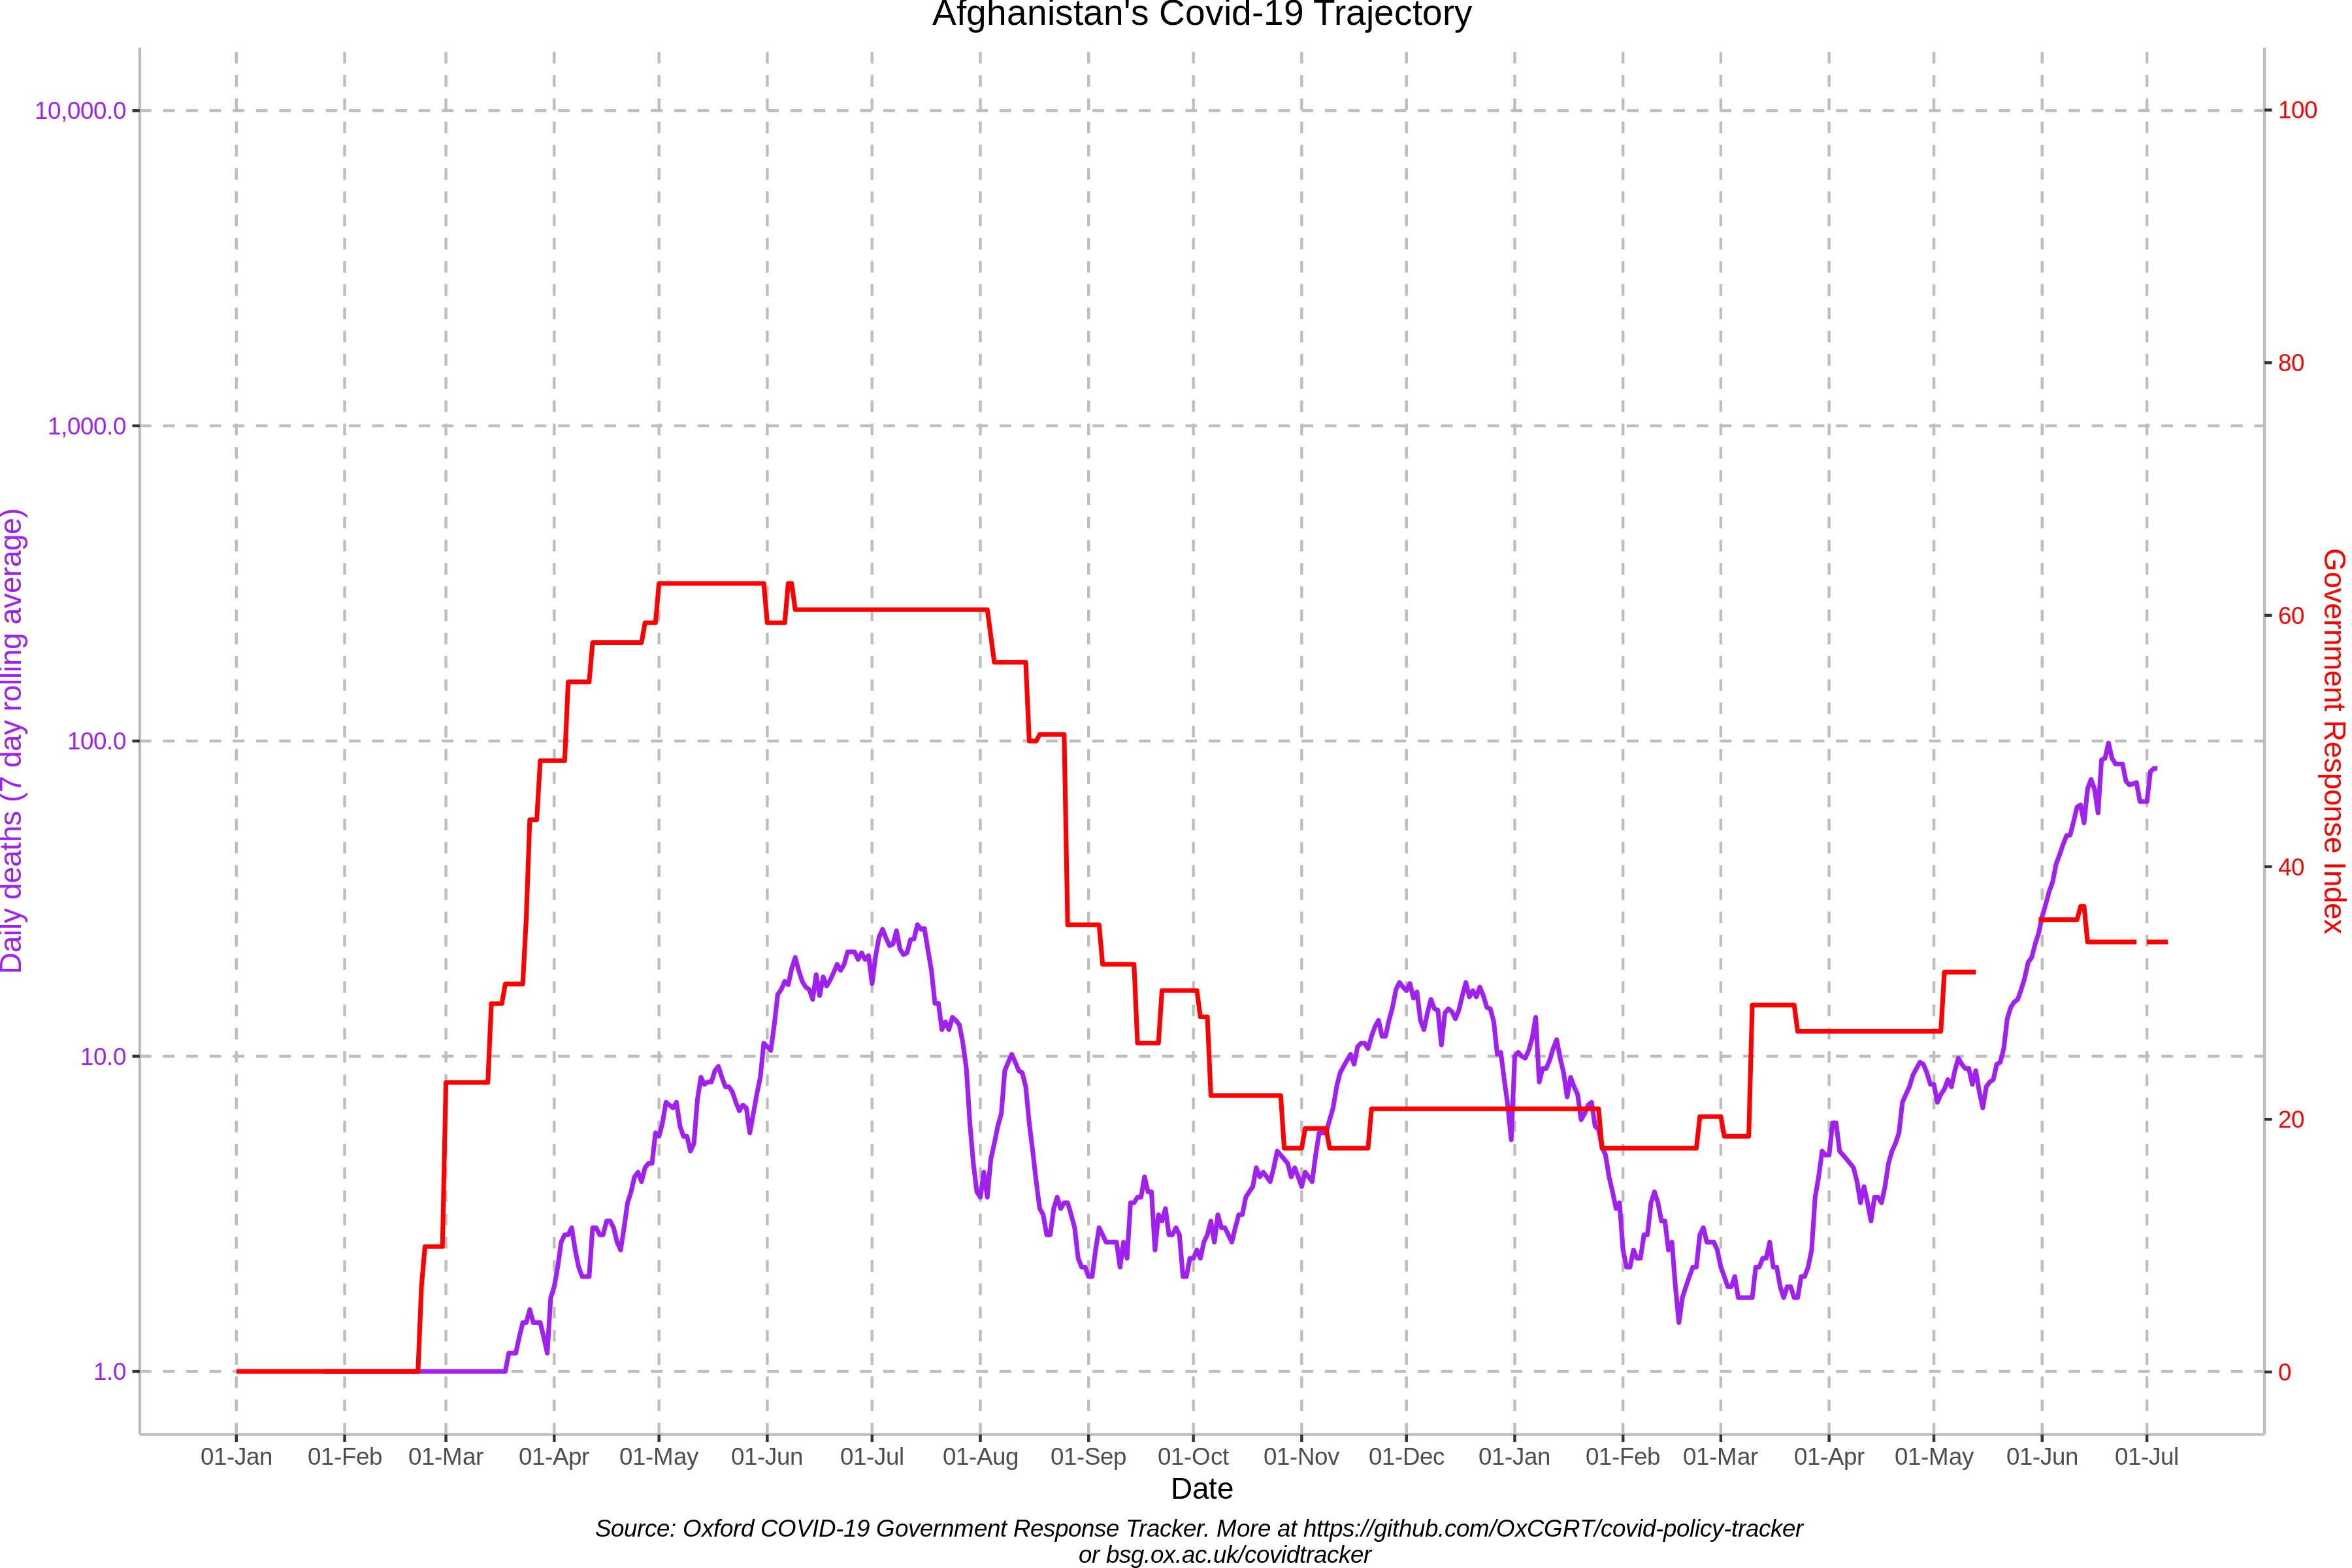 Afghanistan's Covid-19 Trajectory
10,000.0
1,000.0
100.0
10.0
1.0
Daily deaths (7 day rolling average)
100
80
60
40
20
0
Government Response Index
01-Jan 01-Feb 01-Mar 01-Apr 01-May 01-Jun 01-Jul 01-Aug 01-Sep 01-Oct 01-Nov 01-Dec 01-Jan 01-Feb 01-Mar 01-Apr 01-May 01-Jun 01-Jul
Date
Source: Oxford COVID-19 Government Response Tracker. More at https://github.com/OxCGRT/covid-policy-tracker
or bsg.ox.ac.uk/covidtracker